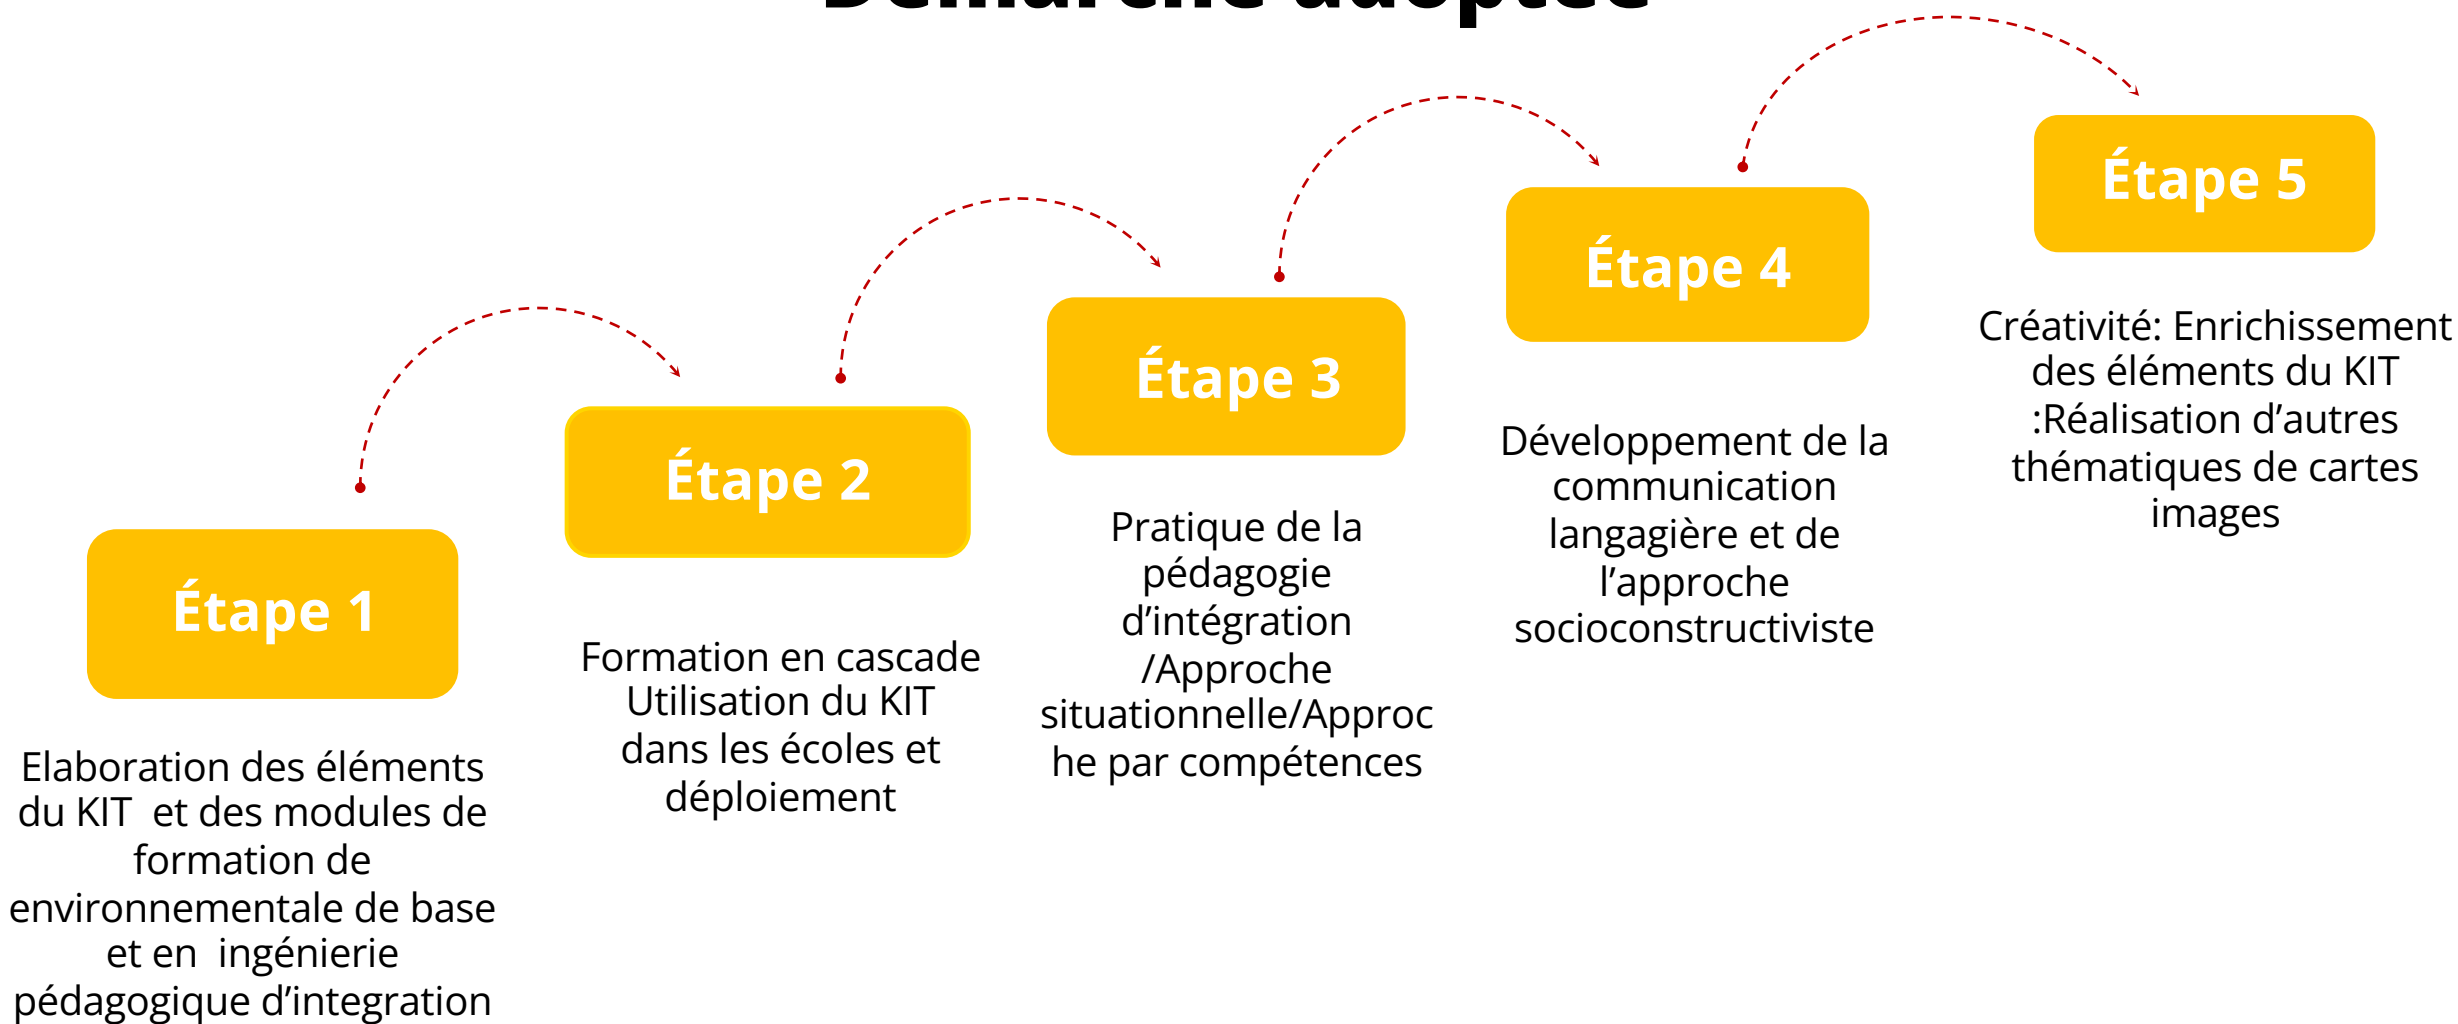 Démarche adoptée
Étape 1
Elaboration des éléments
du KIT  et des modules de
formation de
environnementale de base
et en  ingénierie
pédagogique d’integration
Étape 2
Formation en cascade
Utilisation du KIT
dans les écoles et
déploiement
Étape 3
Pratique de la
pédagogie
d’intégration
/Approche
situationnelle/Approc
he par compétences
Étape 4
Développement de la
communication
langagière et de
l’approche
socioconstructiviste
Étape 5
Créativité: Enrichissement
des éléments du KIT
:Réalisation d’autres
thématiques de cartes
images